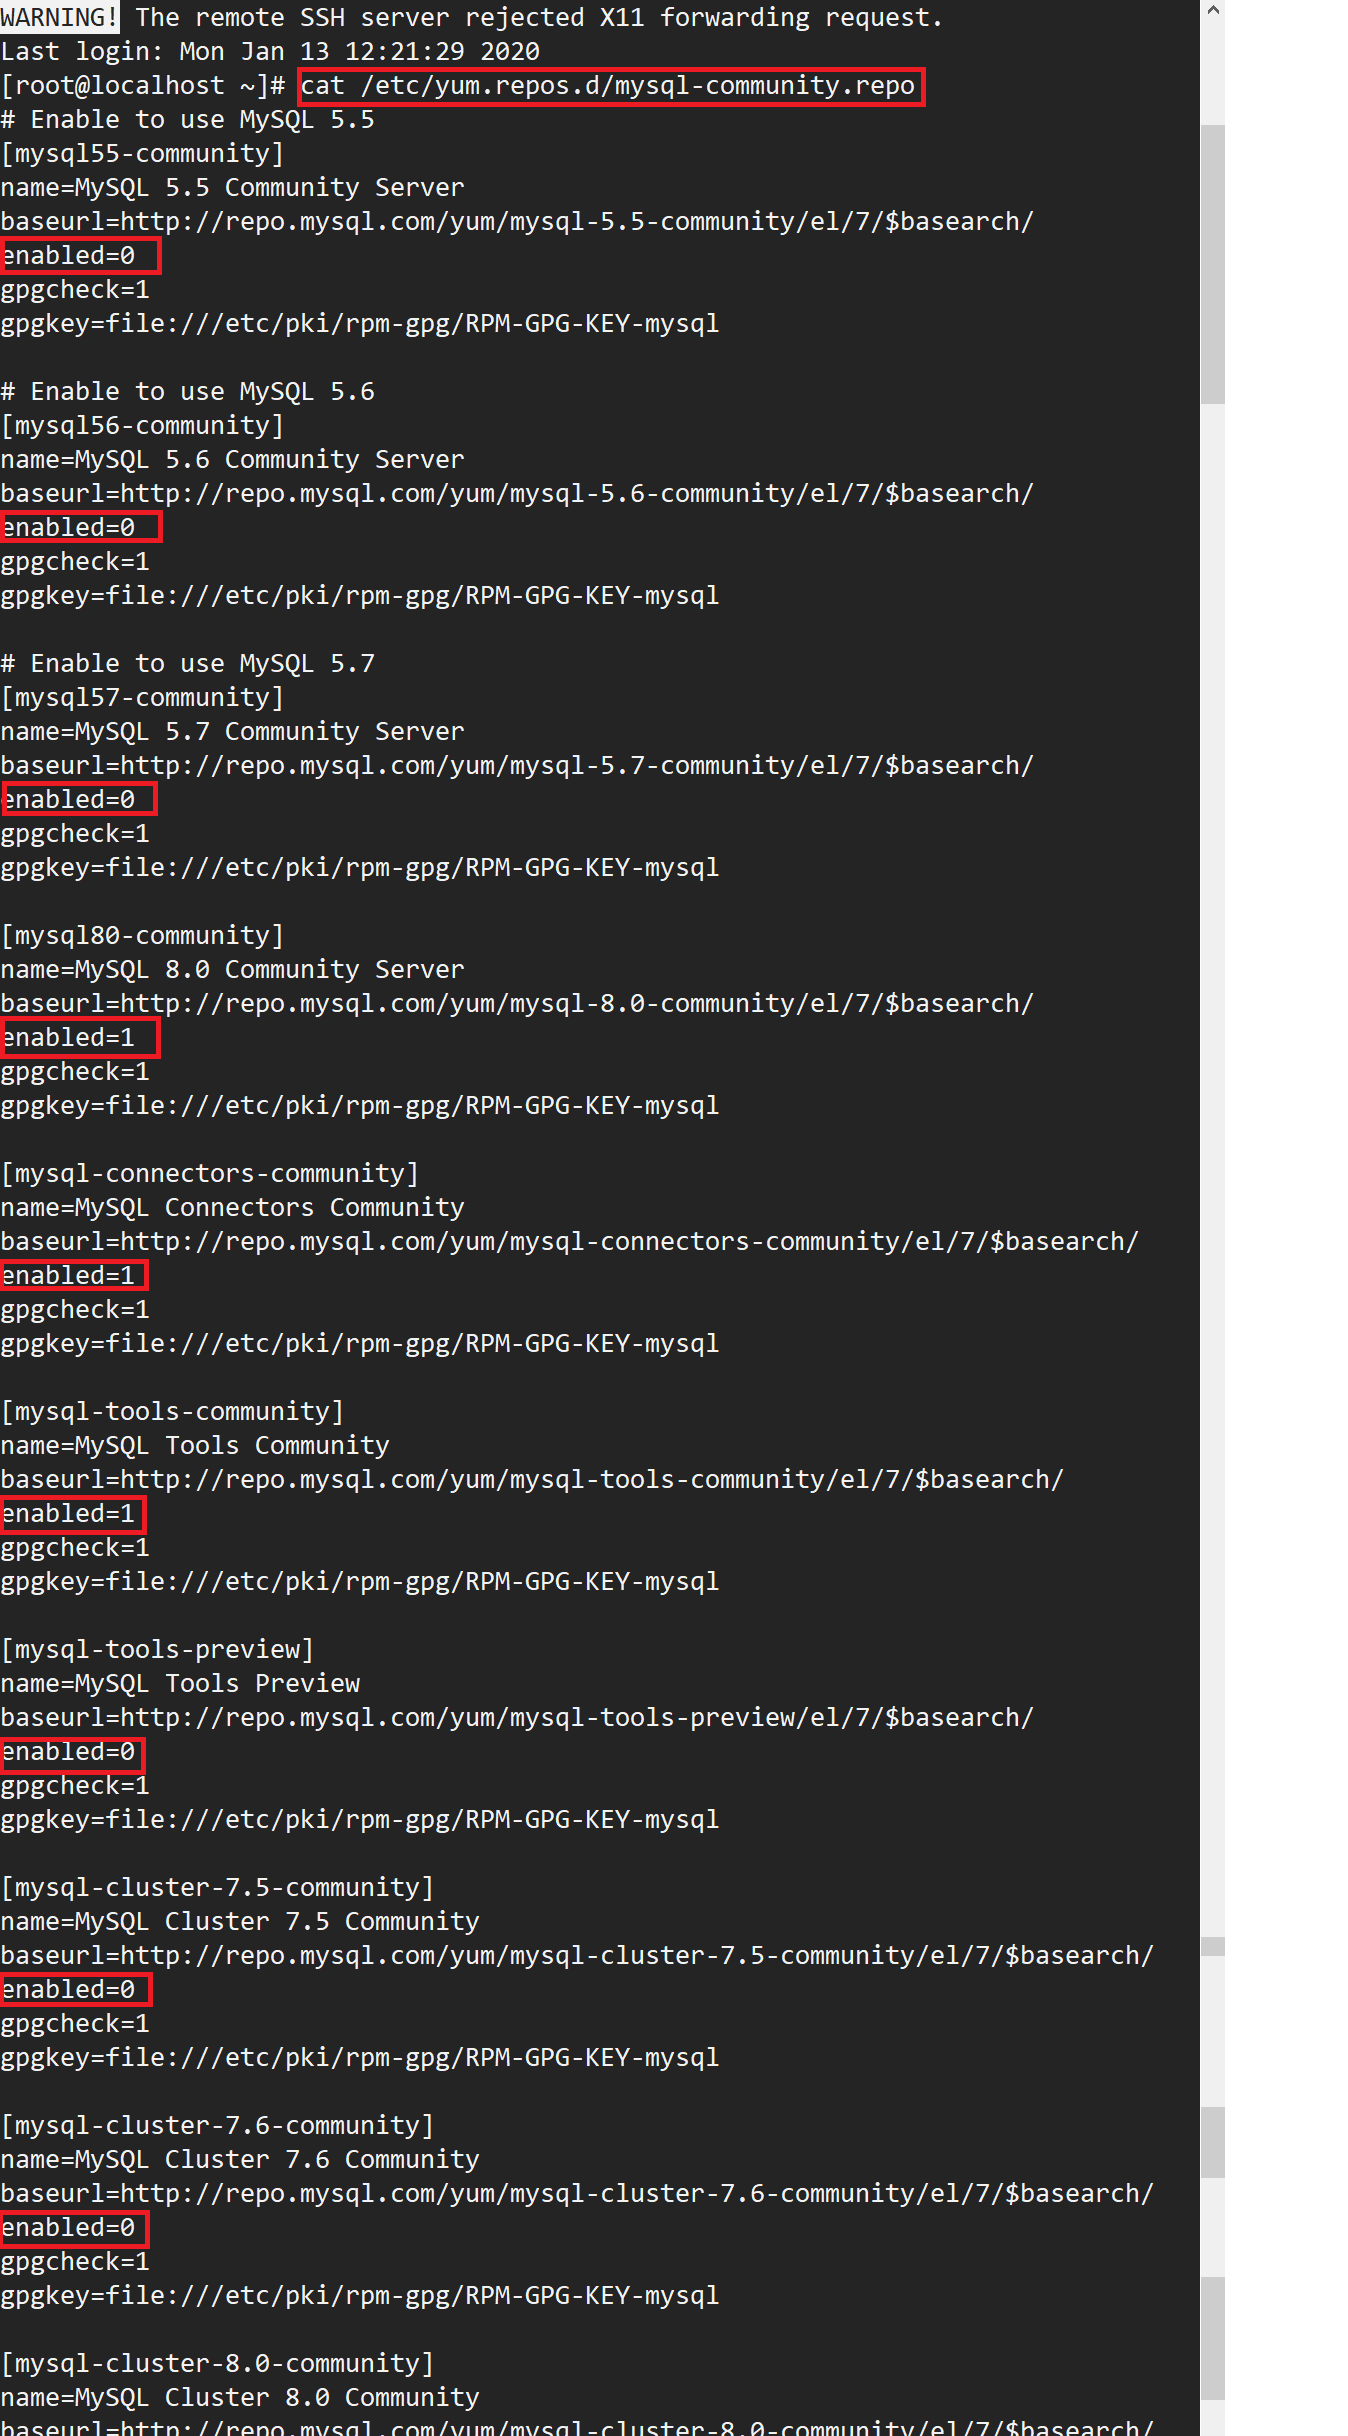 WARNING! The remote SSH server rejected X11 forwarding request.
Last login: Mon Jan 13 12:21:29 2020
[root@localhost ~]# cat /etc/yum.repos.d/mysql-community.repo
# Enable to use MySQL 5.5
[mysql55-community]
name=MySQL 5.5 Community Server
baseurl=http://repo.mysql.com/yum/mysql-5.5-community/el/7/$basearch/
enabled=0
gpgcheck=1
gpgkey=file:///etc/pki/rpm-gpg/RPM-GPG-KEY-mysql
# Enable to use MySQL 5.6
[mysql56-community]
name=MySQL 5.6 Community Server
baseurl=http://repo.mysql.com/yum/mysql-5.6-community/el/7/$basearch/
enabled=0
gpgcheck=1
gpgkey=file:///etc/pki/rpm-gpg/RPM-GPG-KEY-mysql
# Enable to use MySQL 5.7
[mysql57-community]
name=MySQL 5.7 Community Server
baseurl=http://repo.mysql.com/yum/mysql-5.7-community/el/7/$basearch/
enabled=0
gpgcheck=1
gpgkey=file:///etc/pki/rpm-gpg/RPM-GPG-KEY-mysql
[mysql80-community]
name=MySQL 8.0 Community Server
baseurl=http://repo.mysql.com/yum/mysql-8.0-community/el/7/$basearch/
enabled=1
gpgcheck=1
gpgkey=file:///etc/pki/rpm-gpg/RPM-GPG-KEY-mysql
[mysql-connectors-community]
name=MySQL Connectors Community
baseurl=http://repo.mysql.com/yum/mysql-connectors-community/el/7/$basearch/
enabled=1
gpgcheck=1
gpgkey=file:///etc/pki/rpm-gpg/RPM-GPG-KEY-mysql
[mysql-tools-community]
name=MySQL Tools Community
baseurl=http://repo.mysql.com/yum/mysql-tools-community/el/7/$basearch/
enabled=1
gpgcheck=1
gpgkey=file:///etc/pki/rpm-gpg/RPM-GPG-KEY-mysql
[mysql-tools-preview]
name=MySQL Tools Preview
baseurl=http://repo.mysql.com/yum/mysql-tools-preview/el/7/$basearch/
enabled=0
gpgcheck=1
gpgkey=file:///etc/pki/rpm-gpg/RPM-GPG-KEY-mysql
[mysql-cluster-7.5-community]
name=MySQL Cluster 7.5 Community
baseurl=http://repo.mysql.com/yum/mysql-cluster-7.5-community/el/7/$basearch/
enabled=0
gpgcheck=1
gpgkey=file:///etc/pki/rpm-gpg/RPM-GPG-KEY-mysql
[mysql-cluster-7.6-community]
name=MySQL Cluster 7.6 Community
baseurl=http://repo.mysql.com/yum/mysql-cluster-7.6-community/el/7/$basearch/
enabled=0
gpgcheck=1
gpgkey=file:///etc/pki/rpm-gpg/RPM-GPG-KEY-mysql
[mysql-cluster-8.0-community]
name=MySQL Cluster 8.0 Community
baseurl=http://repo.mysql.com/yum/mysql-cluster-8.0-community/el/7/$basearch/